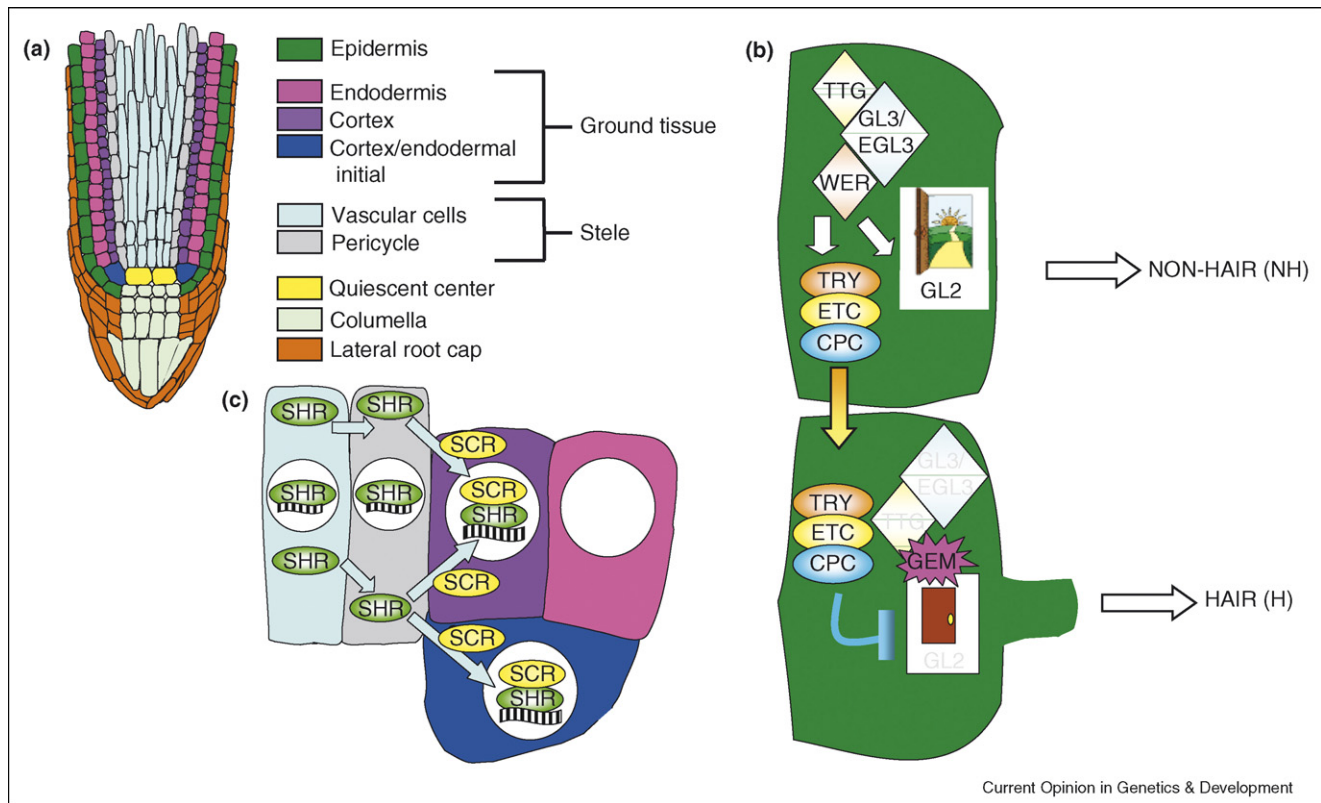 (a)
Epidermis
Endodermis
Cortex
Cortex/endodermal
initial
Ground tissue
Vascular cells
Pericycle
Stele
Quiescent center
Columella
Lateral root cap
(b)
TTG
GL3/
EGL3
WER
GL2
TRY
ETC
CPC
NON-HAIR (NH)
GL3/
EGL3
TTG
TRY
ETC
CPC
GEM
GL2
HAIR (H)
(c)
SHR
SHR
SCR
SHR
SHR
SCR
SHR
SHR
SCR
SHR
SCR
SCR
SHR
Current Opinion in Genetics & Development